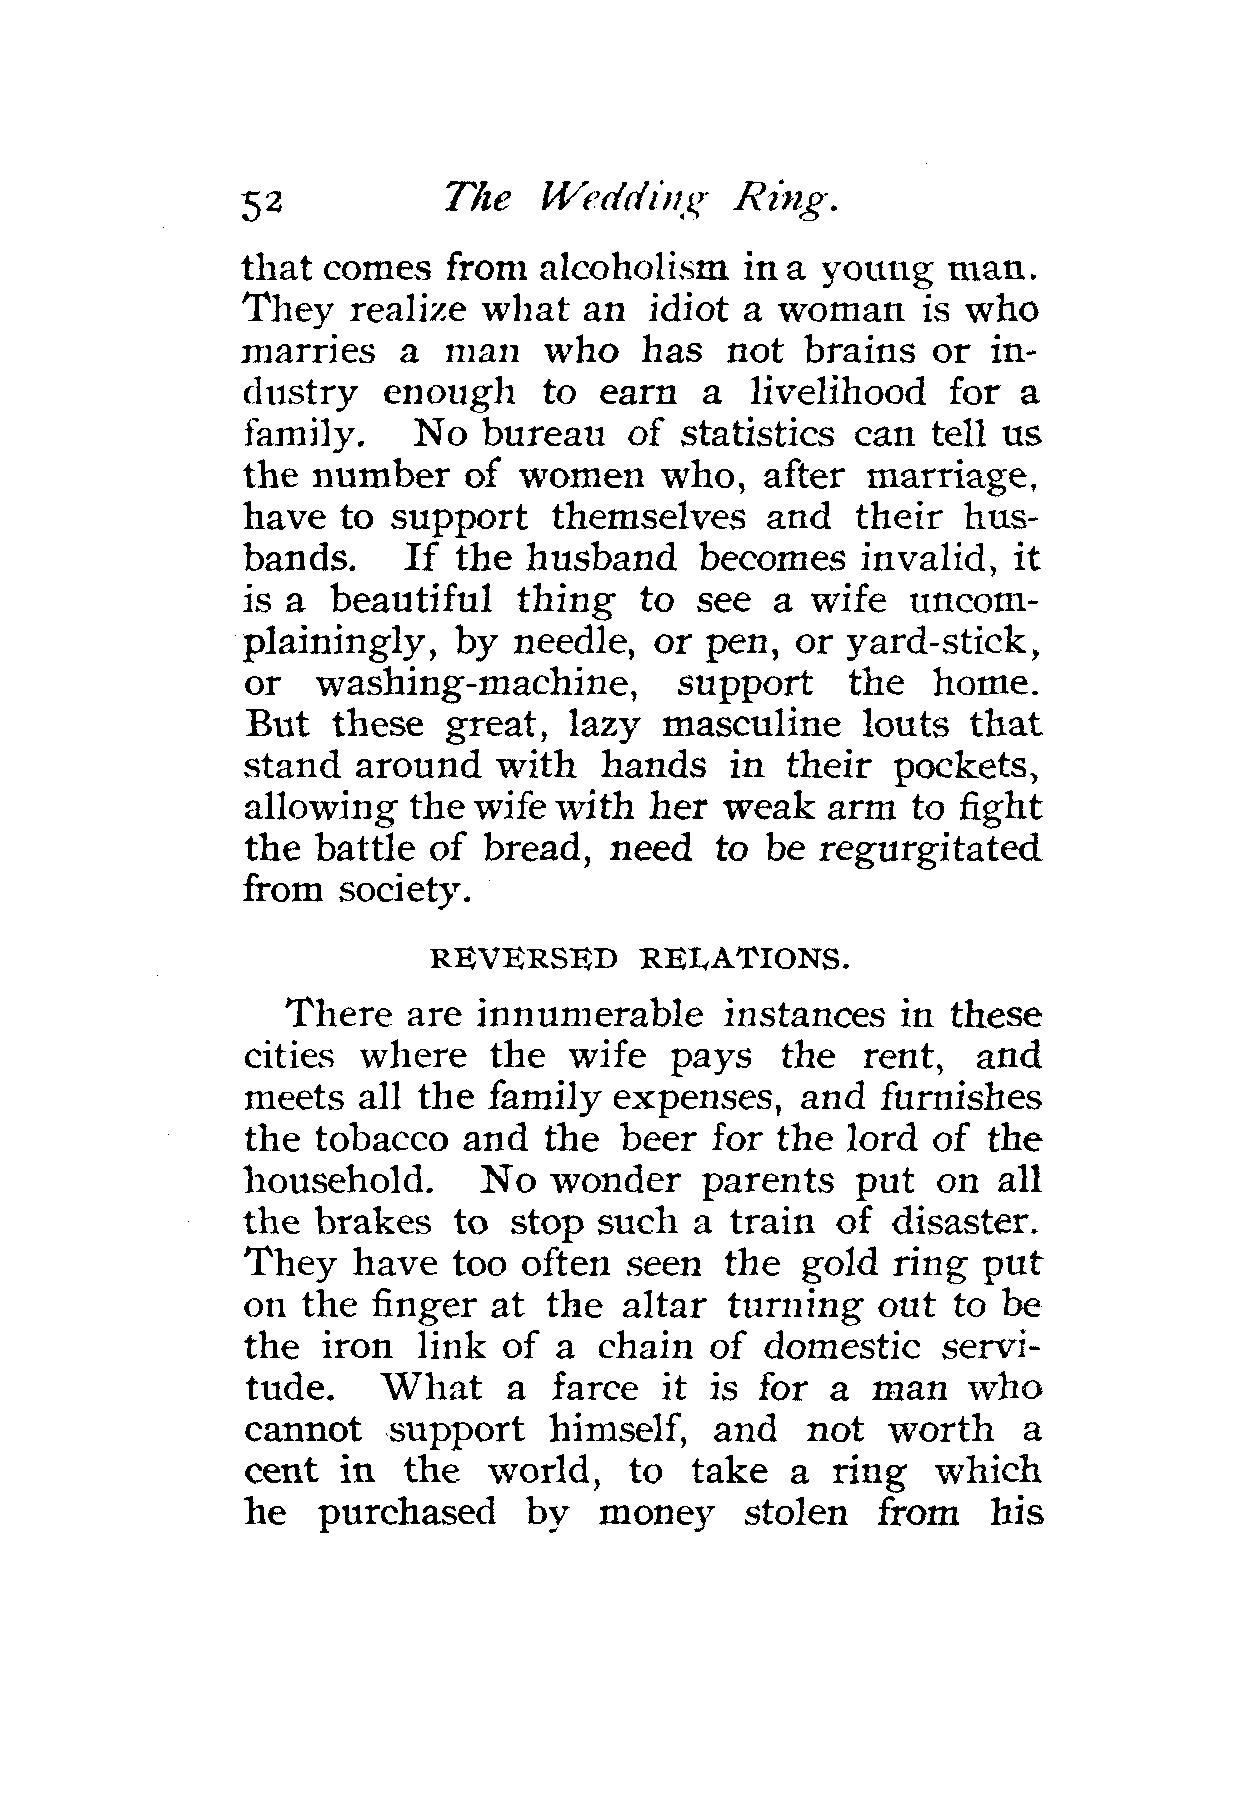 52 The Wedding Ring.
that comes from alcoholism in a young man.
They realize what an idiot a woman is who
marries a man who has not brains or in-
dustry enough to earn a livelihood for a
family. No bureau of statistics can tell us
the number of women who, after marriage,
have to support themselves and their hus-
bands. If the husband becomes invalid, it
is a beautiful thing to see a wife uncom-
plainingly, by needle, or pen, or yard-stick,
or washing-machine, support the home.
But these great, lazy masculine louts that
stand around with hands in their pockets,
allowing the wife with her weak arm to fight
the battle of bread, need to be regurgitated
from society.
REVERSED RELATIONS.
There are innumerable instances in these
cities where the wife pays the rent, and
meets all the family expenses, and furnishes
the tobacco and the beer for the lord of the
household. No wonder parents put on all
the brakes to stop such a train of disaster.
They have too often seen the gold ring put
on the finger at the altar turning out to be
the iron link of a chain of domestic servi-
tude. What a farce it is for a man who
cannot support himself, and not worth a
cent in the world, to take a ring which
he purchased by money stolen from his